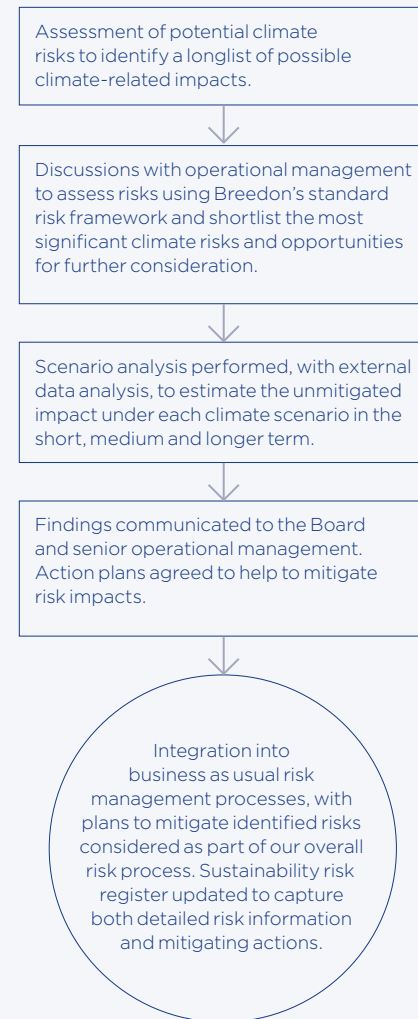 Assessment of potential climate
risks to identify a longlist of possible
climate-related impacts.
Discussions with operational management
to assess risks using Breedon's standard
risk framework and shortlist the most
significant climate risks and opportunities
for further consideration.
Scenario analysis performed, with external
data analysis, to estimate the unmitigated
impact under each climate scenario in the
short, medium and longer term.
Findings communicated to the Board
and senior operational management.
Action plans agreed to help to mitigate
risk impacts.
Integration into
business as usual risk
management processes, with
plans to mitigate identified risks
considered as part of our overall
risk process. Sustainability risk
register updated to capture
both detailed risk information
and mitigating actions.